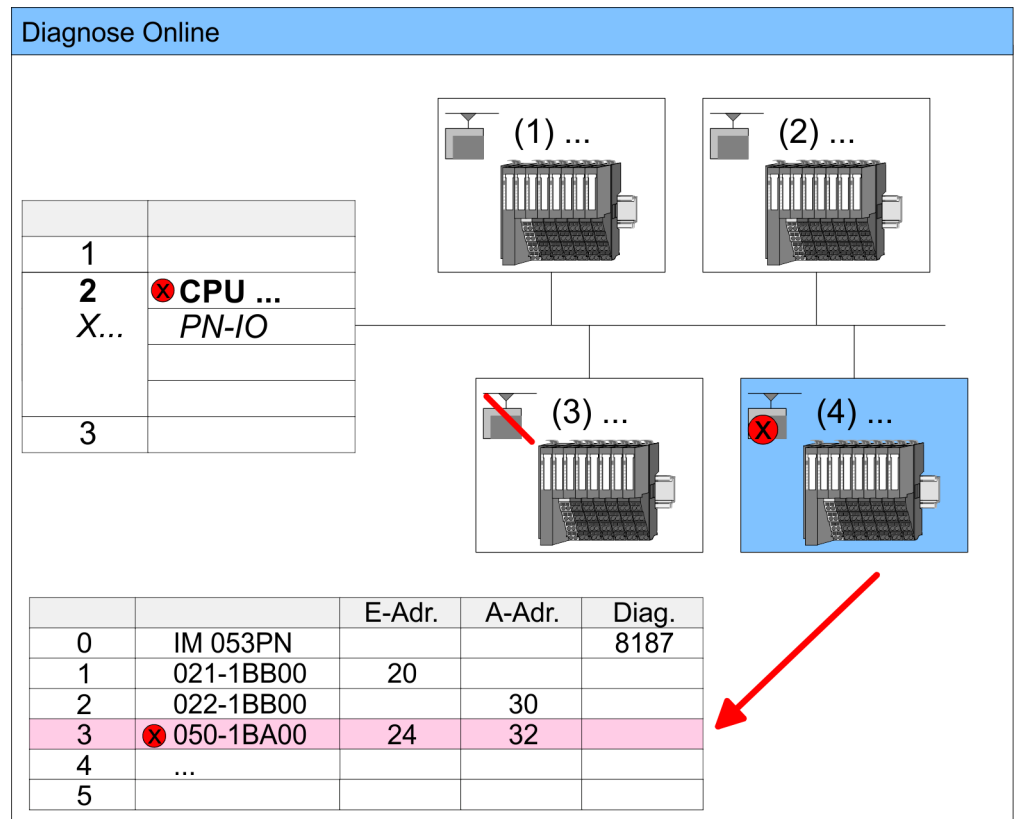 Diagnose Online
(1) ...
(2) ...
1
2 X CPU ...
X... PN-IO
3
(3) ...
X (4) ...
E-Adr. A-Adr. Diag.
0 IM 053PN 8187
1 021-1BB00 20
2 022-1BB00 30
3 X 050-1BA00 24 32
4 ...
5